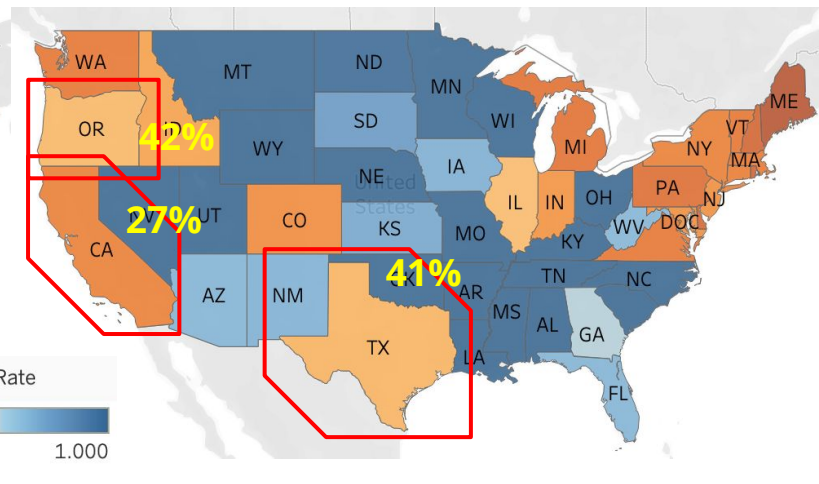 WA
MT
ND
MN
ME
OR
42%
SD
WI
VT
NY
MA
MI
WY
IA
NE
United
States
PA
NJ
IL
IN
OH
27%
UT
CO
KS
MO
WV
DOC
KY
CA
AZ
NM
41%
AR
TN
NC
MS
AL
GA
TX
LA
FL
Rate
1.000